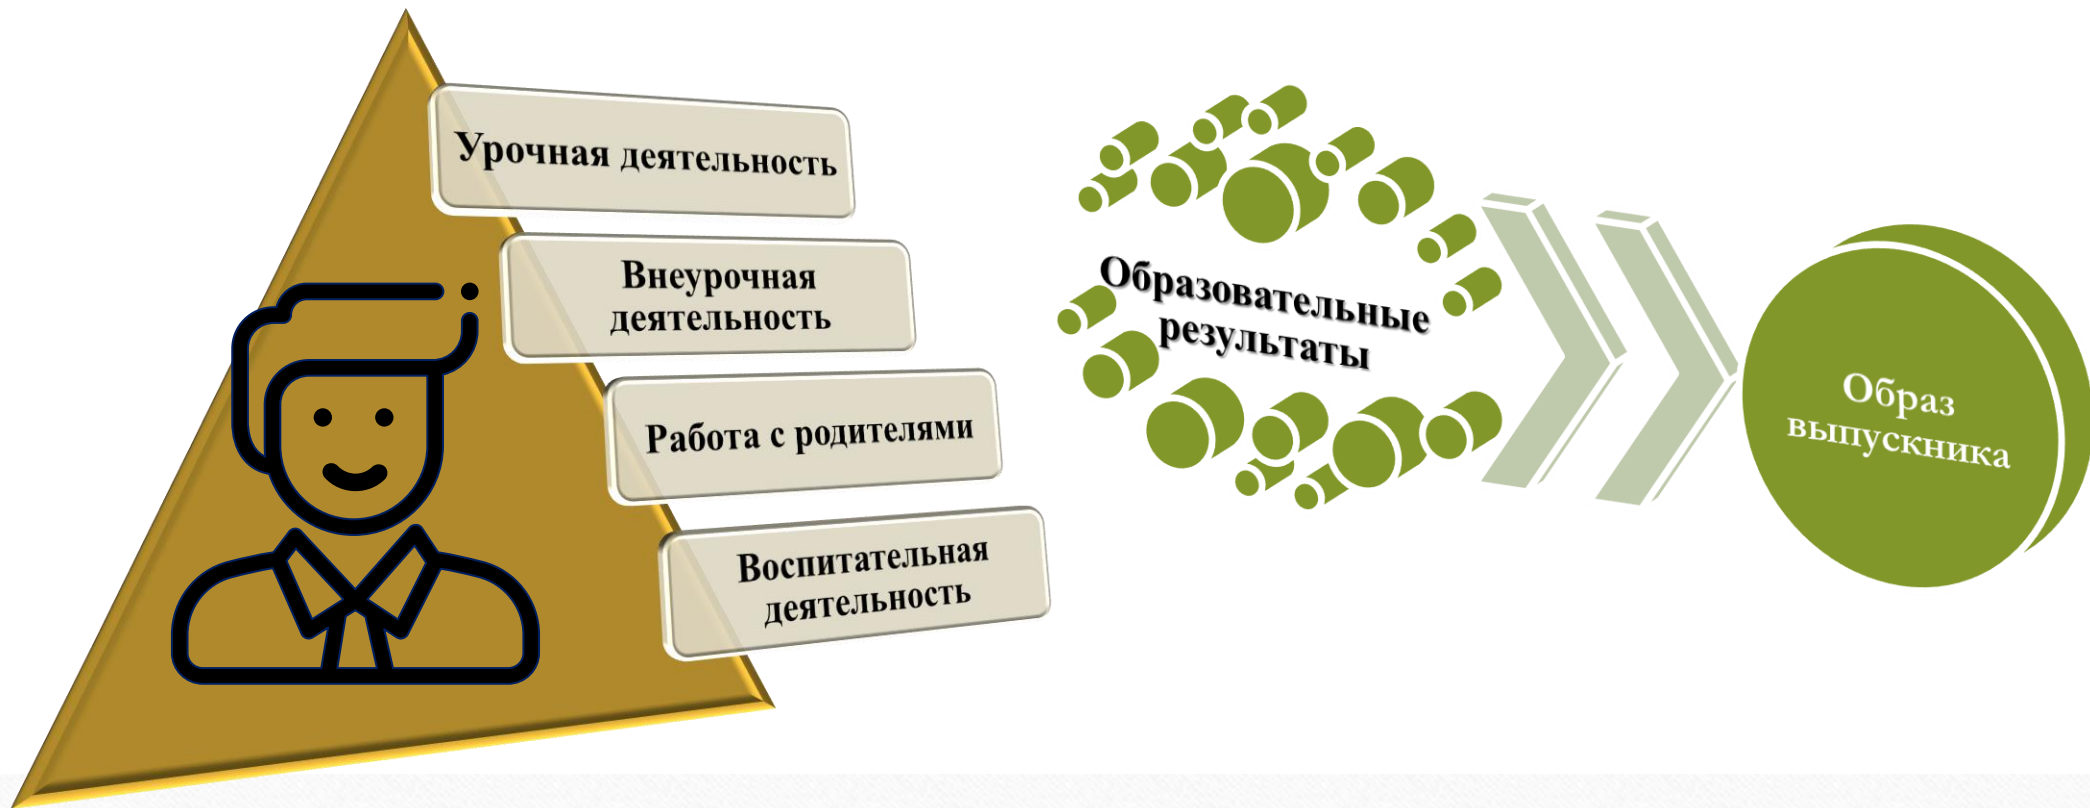 Урочная деятельность
Внеурочная
деятельность
Работа с родителями
Воспитательная
деятельность
Образовательные
результаты
Образ
выпускника